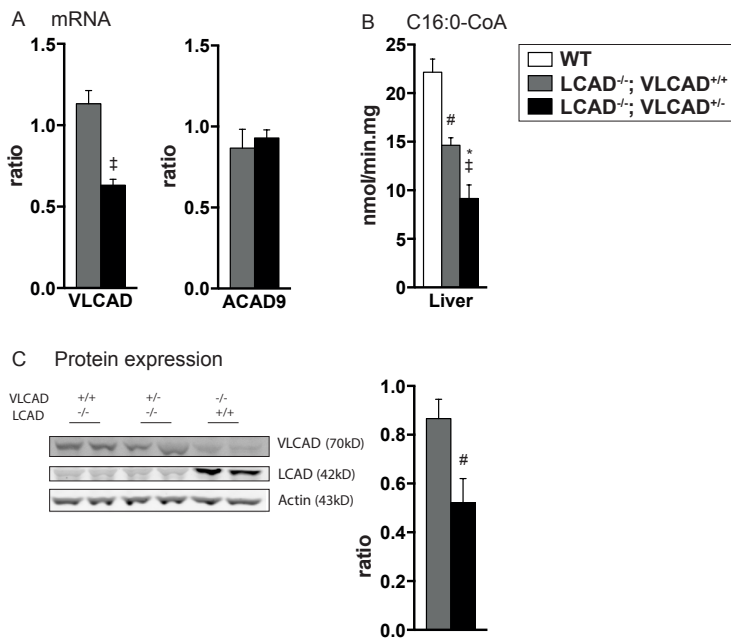 A mRNA
ratio
1.5
1.0
0.5
0.0
‡
VLCAD
ratio
1.5
1.0
0.5
0.0
ACAD9
B C16:0-CoA
nmol/min.mg
25
20
15
10
5
0
#
*
‡
Liver
WT
LCAD-/-; VLCAD+/+
LCAD-/-; VLCAD+/-
C Protein expression
VLCAD +/+ +/- -/-
LCAD -/- -/- +/+
VLCAD (70kD)
LCAD (42kD)
Actin (43kD)
ratio
1.0
0.8
0.6
0.4
0.2
0.0
#